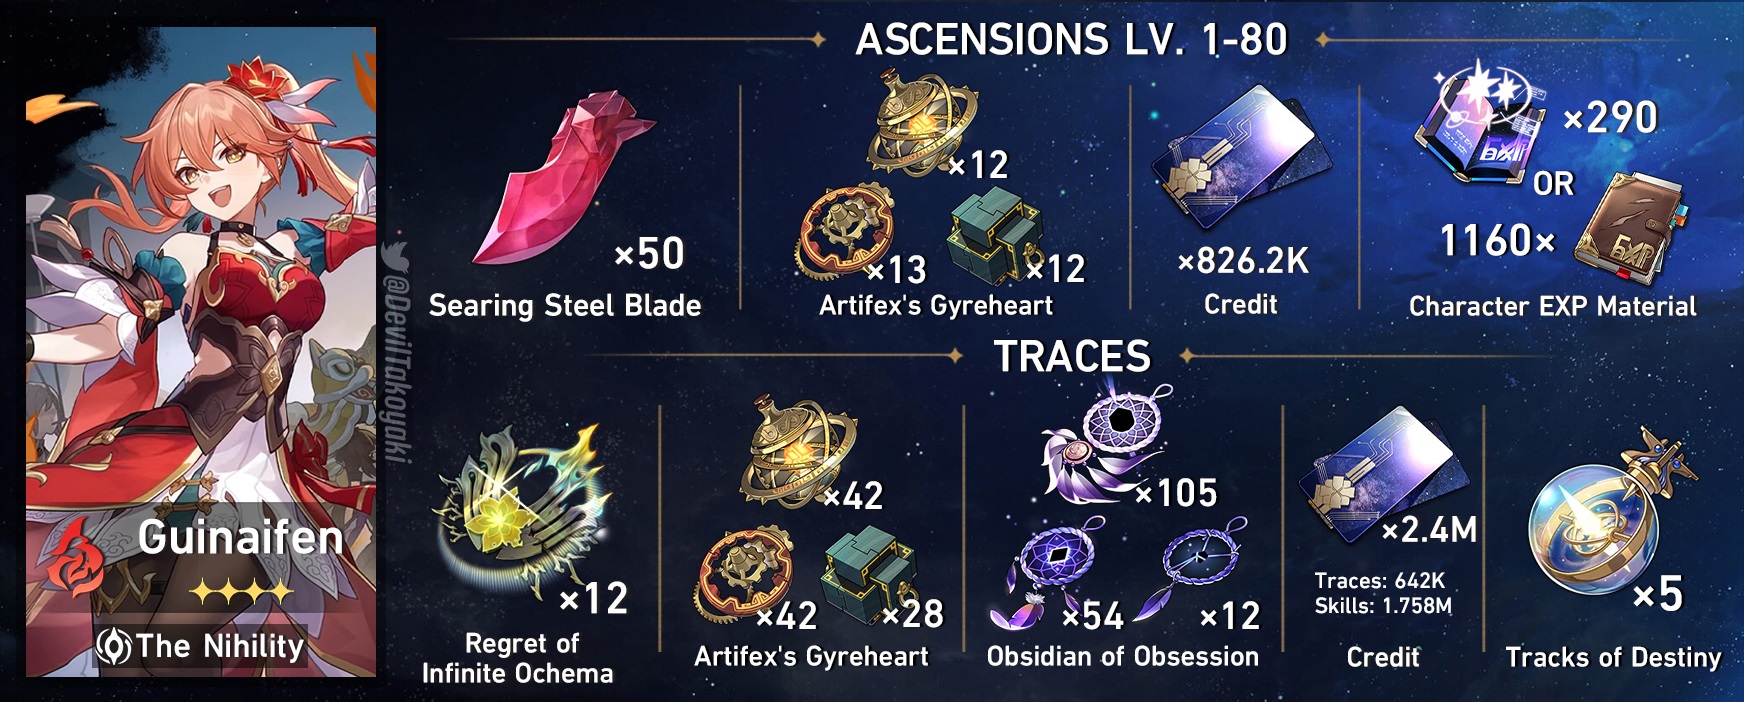 ASCENSIONS LV. 1-80
×50
Searing Steel Blade
×12
×13
×12
Artifex's Gyreheart
×826.2K
Credit
EXP
×290
OR
1160×
EXP
Character EXP Material
@DevilTakoyaki
TRACES
Guinaifen
The Nihility
×12
Regret of
Infinite Ochema
×42
×42
×28
Artifex's Gyreheart
×105
×54
×12
Obsidian of Obsession
×2.4M
Traces: 642K
Skills: 1.758M
Credit
×5
Tracks of Destiny